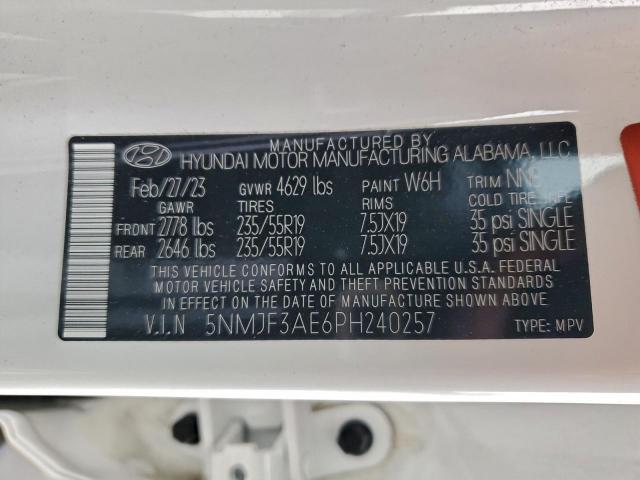 MANUFACTURED BY
HYUNDAI MOTOR MANUFACTURING ALABAMA, LLC
Feb/27/23 GVWR 4629 lbs PAINT W6H TRIM
GAWR TIRES RIMS COLD TIRE
FRONT 2778 lbs 235/55R19 7.5JX19 35 psi SINGLE
REAR 2646 lbs 235/55R19 7.5JX19 35 psi SINGLE
THIS VEHICLE CONFORMS TO ALL APPLICABLE U.S.A. FEDERAL
MOTOR VEHICLE SAFETY AND THEFT PREVENTION STANDARDS
IN EFFECT ON THE DATE OF MANUFACTURE SHOWN ABOVE
V.I.N 5NMJF3AE6PH240257 TYPE: MPV